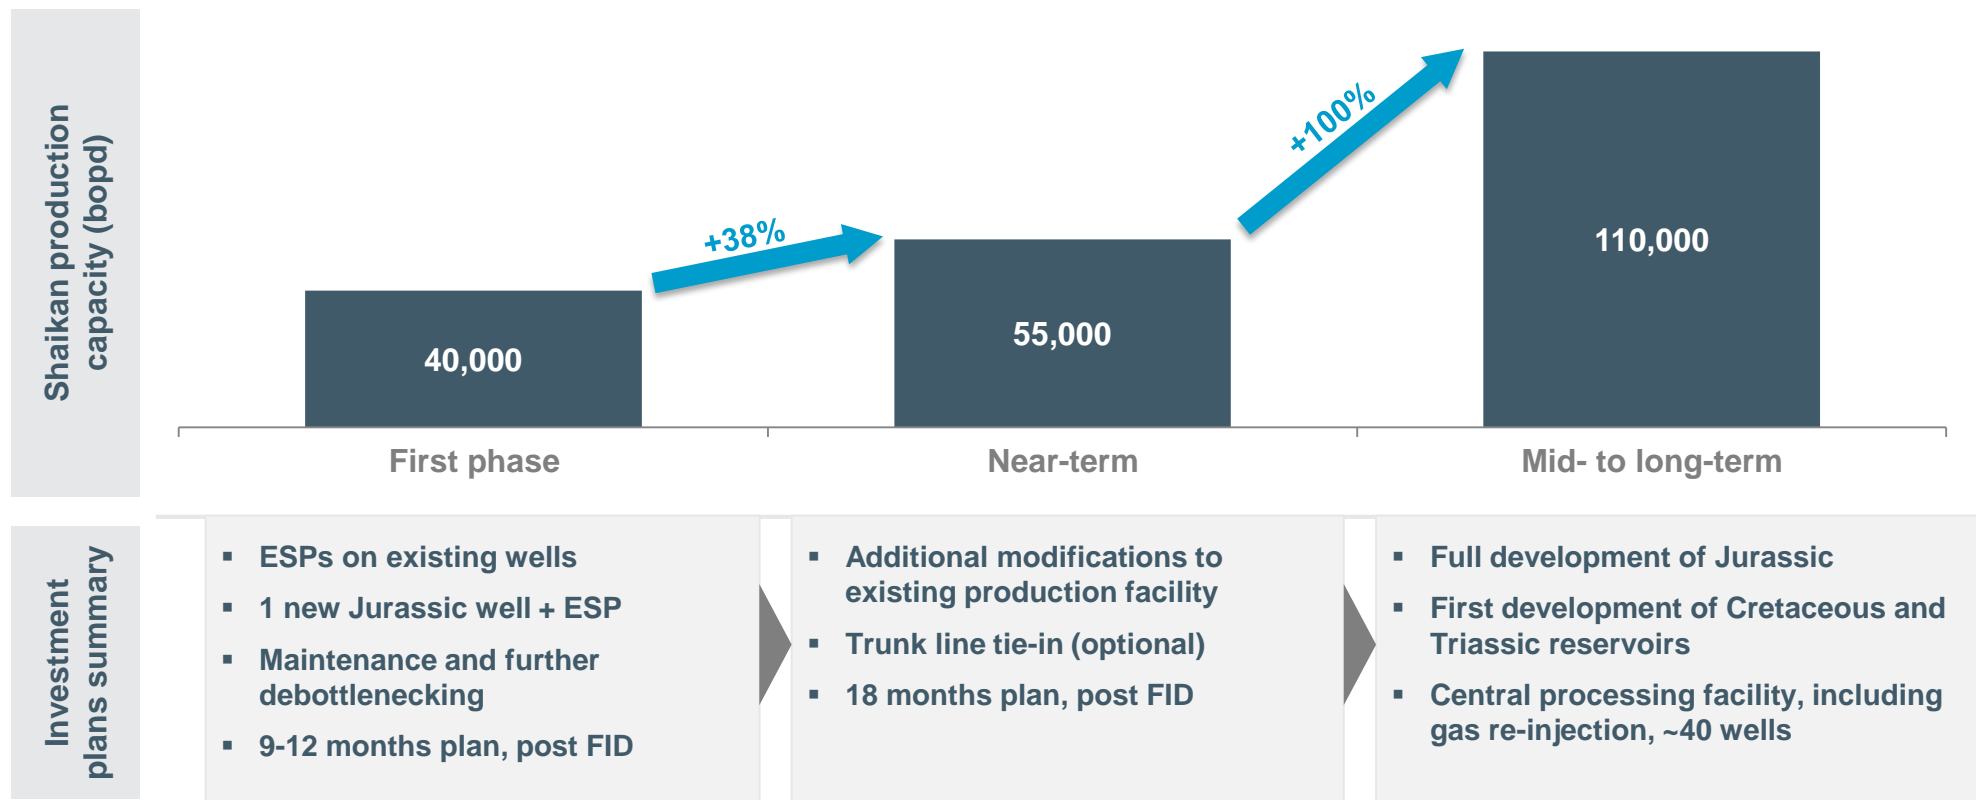 Shaikan production
capacity (bopd)
+38%
+100%
40,000
55,000
110,000
First phase
Near-term
Mid- to long-term
Investment
plans summary
▪ ESPs on existing wells
▪ 1 new Jurassic well + ESP
▪ Maintenance and further
debottlenecking
▪ 9-12 months plan, post FID
▪ Additional modifications to
existing production facility
▪ Trunk line tie-in (optional)
▪ 18 months plan, post FID
▪ Full development of Jurassic
▪ First development of Cretaceous and
Triassic reservoirs
▪ Central processing facility, including
gas re-injection, ~40 wells